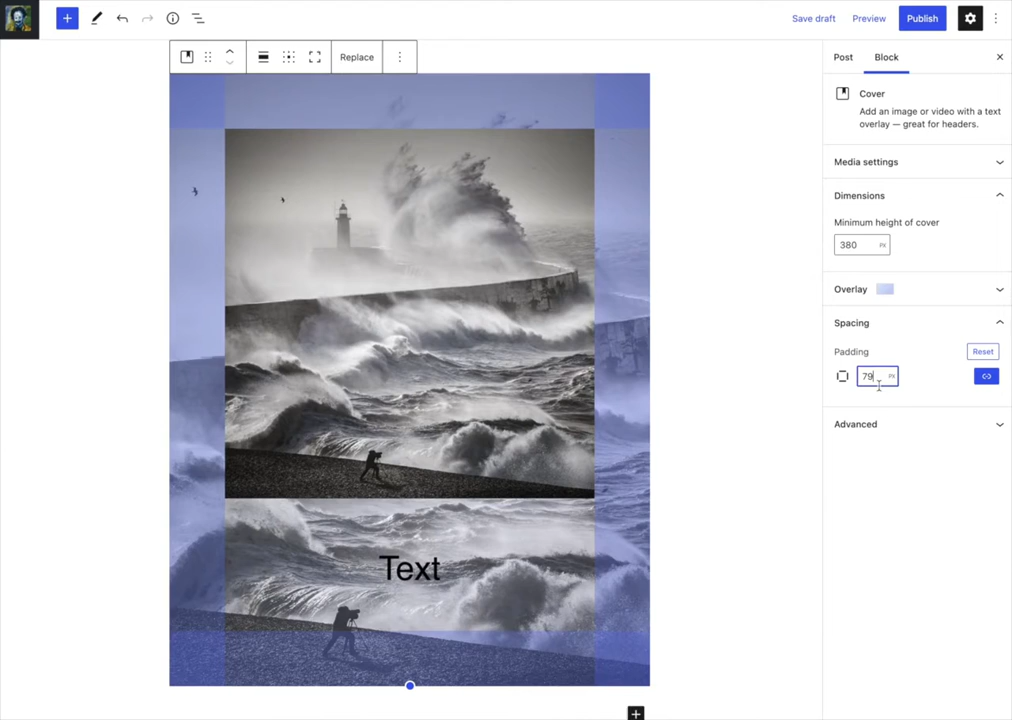 Save draft
Preview
Publish
Replace
Post
Block
Cover
Add an image or video with a text
overlay — great for headers.
Media settings
Dimensions
Minimum height of cover
380 PX
Overlay
Spacing
Padding
Reset
79 PX
Advanced
Text